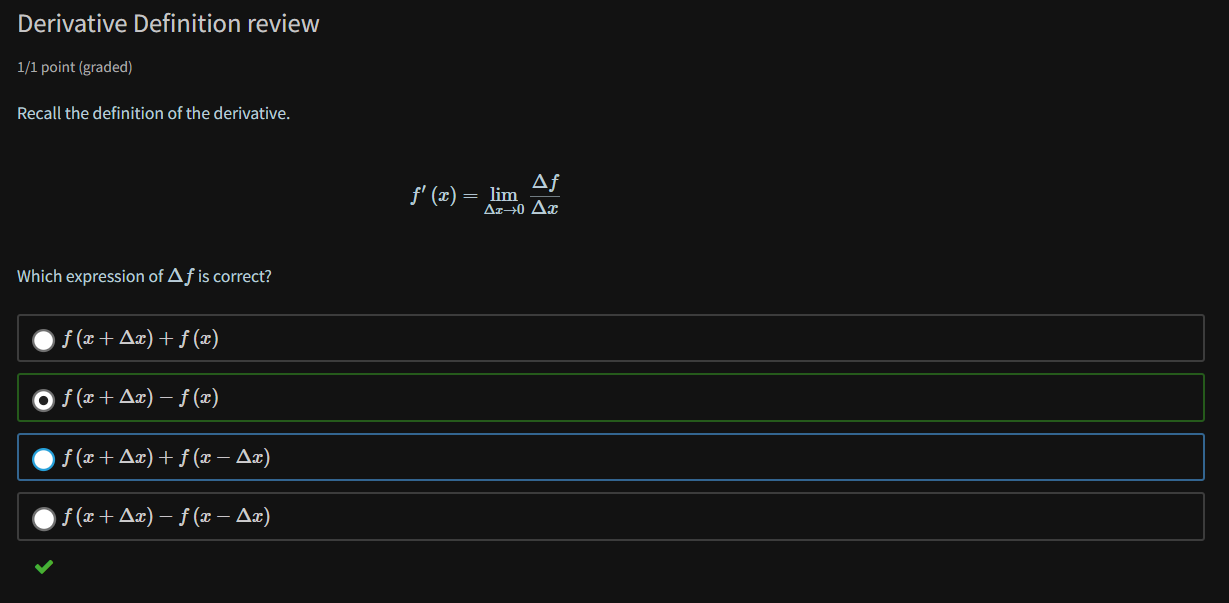 Derivative Definition review
1/1 point (graded)
Recall the definition of the derivative.
f′ (x) = lim Δx→0 Δf/Δx
Which expression of Δf is correct?
f (x + Δx) + f (x)
f (x + Δx) − f (x)
f (x + Δx) + f (x − Δx)
f (x + Δx) − f (x − Δx)